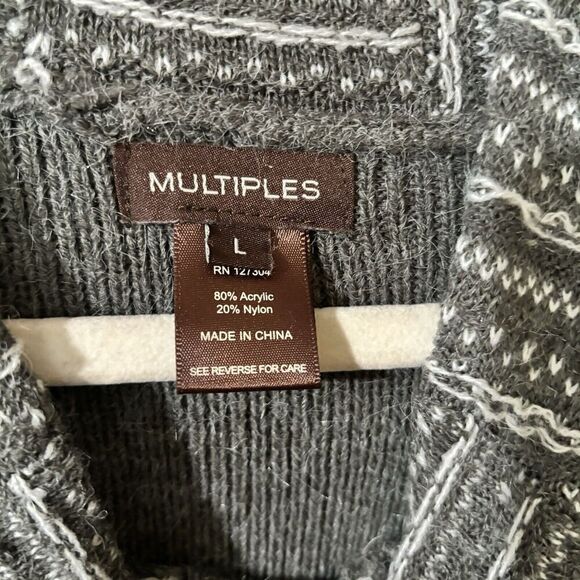 MULTIPLES
L
RN 127304
80% Acrylic
20% Nylon
MADE IN CHINA
SEE REVERSE FOR CARE